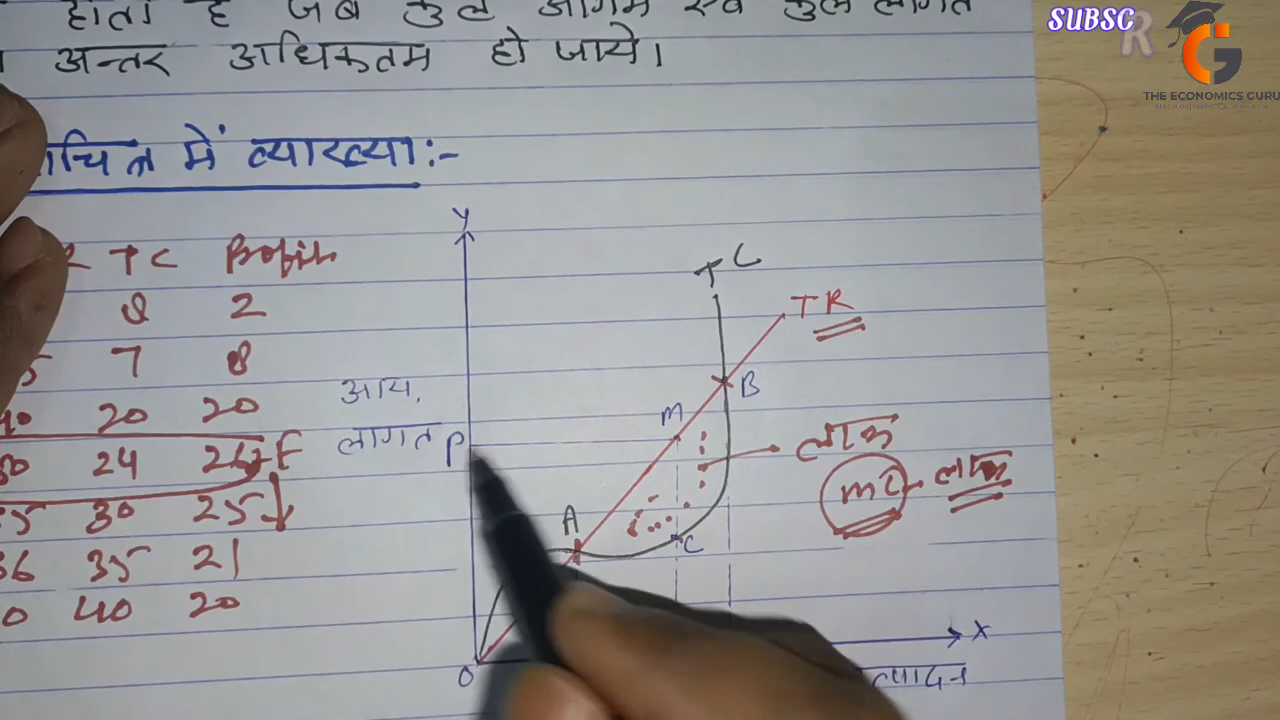 होता है जब कुल आगम एवं कुल लागत
अन्तर अधिकतम हो जाये।
SUBSC
R
THE ECONOMICS GURU
चित्र में व्याख्या:-
TC Profit
8 2
7 8
20 20
24 26
30 25
35 21
40 20
Y
आय,
लागत
P
TC
TR
B
M
A
C
लाभ
MC लाभ
O
X